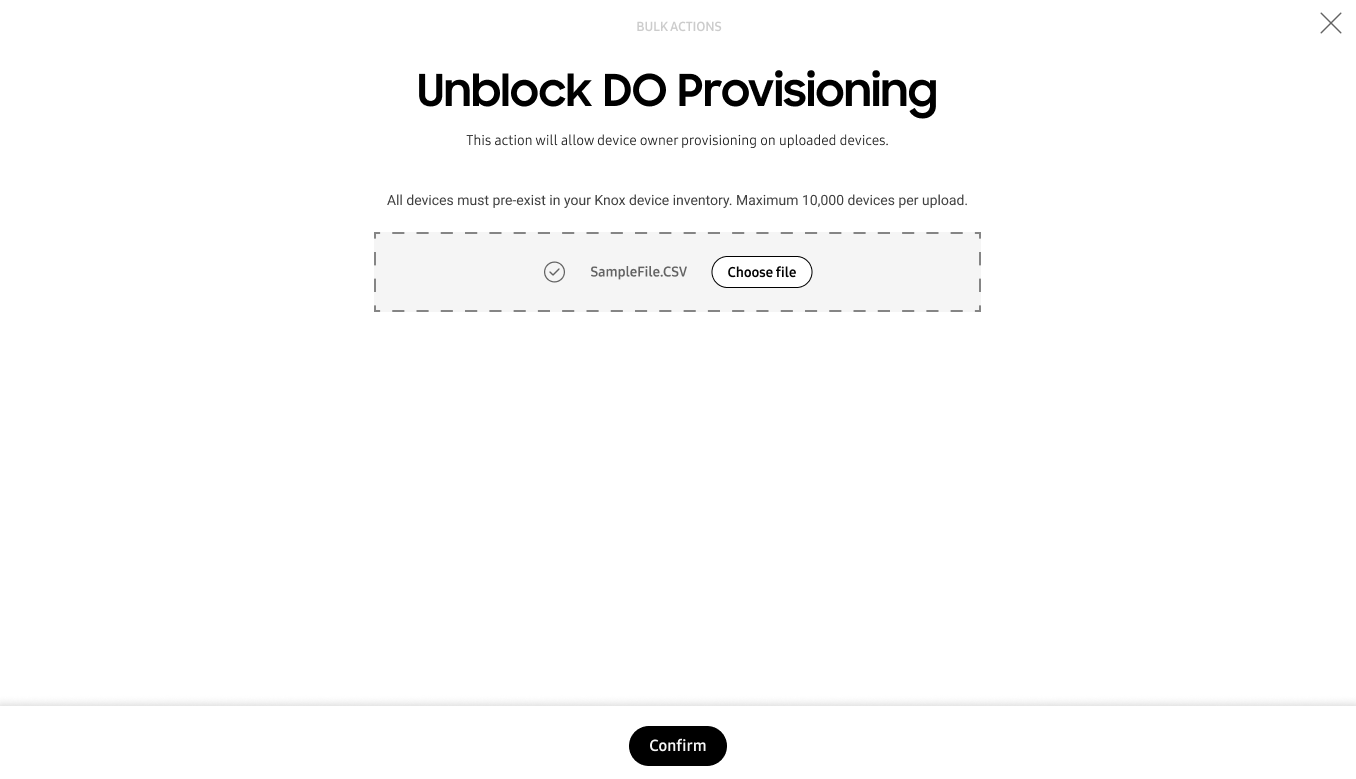 BULK ACTIONS
Unblock DO Provisioning
This action will allow device owner provisioning on uploaded devices.
All devices must pre-exist in your Knox device inventory. Maximum 10,000 devices per upload.
SampleFile.CSV Choose file
Confirm